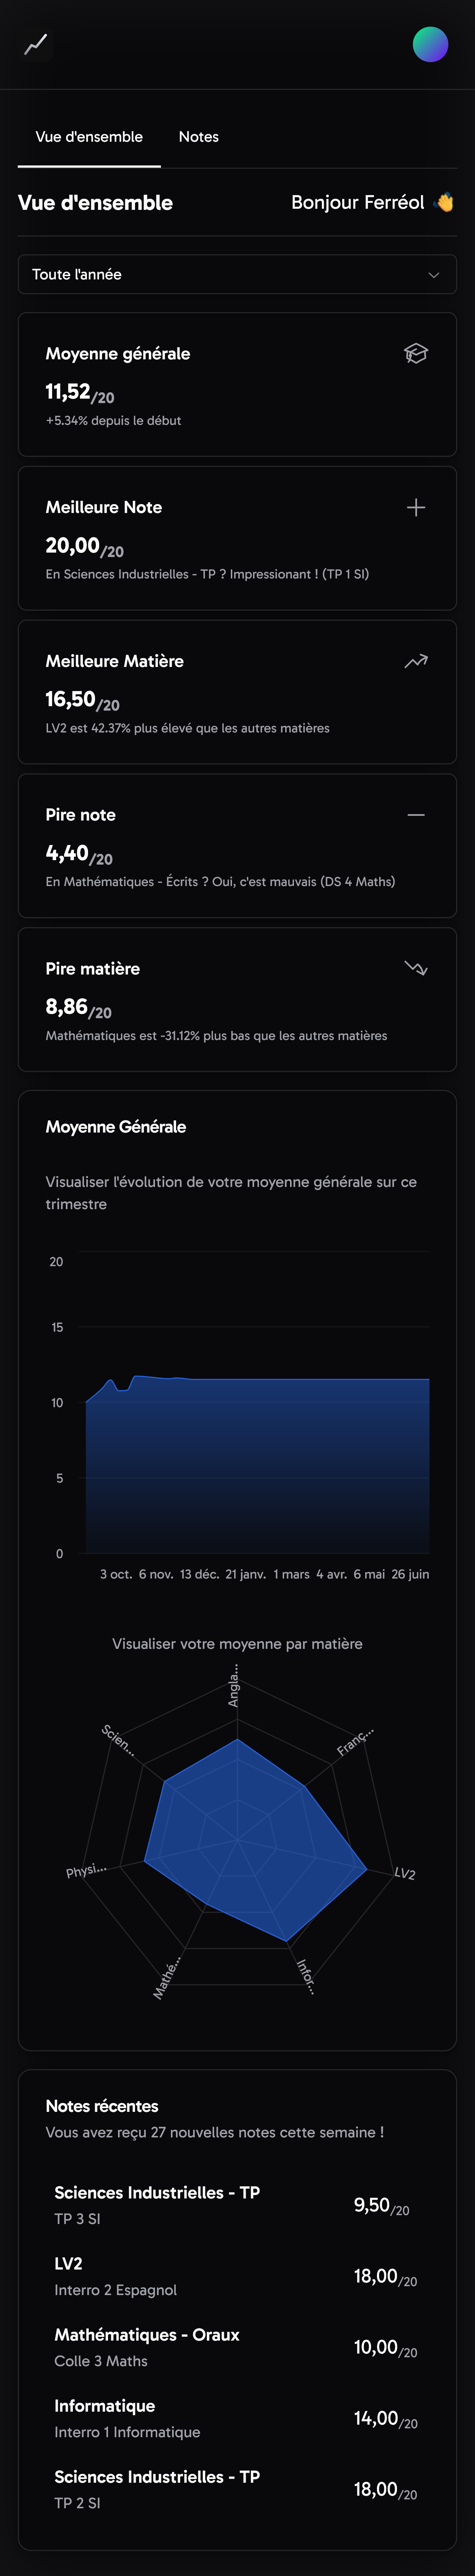 Vue d'ensemble Notes
Vue d'ensemble Bonjour Ferréol 👋
Toute l'année
Moyenne générale
11,52/20
+5.34% depuis le début
Meilleure Note
20,00/20
En Sciences Industrielles - TP ? Impressionant ! (TP 1 SI)
Meilleure Matière
16,50/20
LV2 est 42.37% plus élevé que les autres matières
Pire note
4,40/20
En Mathématiques - Écrits ? Oui, c'est mauvais (DS 4 Maths)
Pire matière
8,86/20
Mathématiques est -31.12% plus bas que les autres matières
Moyenne Générale
Visualiser l'évolution de votre moyenne générale sur ce
trimestre
20
15
10
5
0
3 oct. 6 nov. 13 déc. 21 janv. 1 mars 4 avr. 6 mai 26 juin
Visualiser votre moyenne par matière
Angla...
Franç...
LV2
Infor...
Mathé...
Physi...
Scien...
Notes récentes
Vous avez reçu 27 nouvelles notes cette semaine !
Sciences Industrielles - TP
TP 3 SI
9,50/20
LV2
Interro 2 Espagnol
18,00/20
Mathématiques - Oraux
Colle 3 Maths
10,00/20
Informatique
Interro 1 Informatique
14,00/20
Sciences Industrielles - TP
TP 2 SI
18,00/20